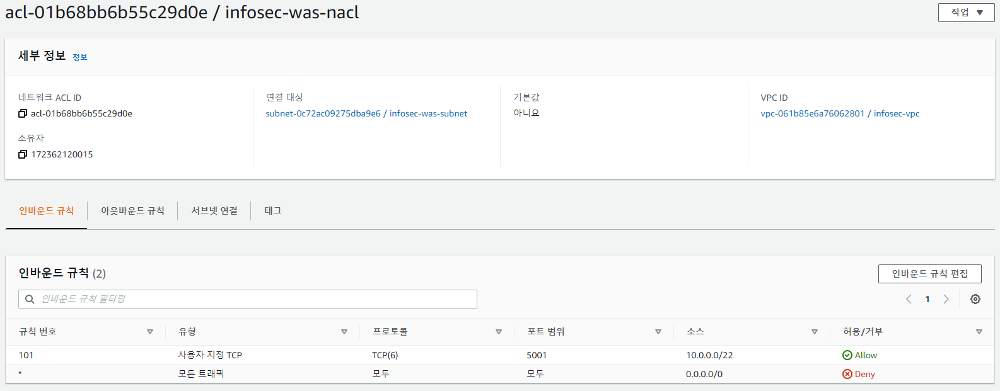 acl-01b68bb6b55c29d0e / infosec-was-nacl
작업
세부 정보 정보
네트워크 ACL ID
acl-01b68bb6b55c29d0e
소유자
172362120015
연결 대상
subnet-0c72ac09275dba9e6 / infosec-was-subnet
기본값
아니요
VPC ID
vpc-061b85e6a76062801 / infosec-vpc
인바운드 규칙 아웃바운드 규칙 서브넷 연결 태그
인바운드 규칙 (2)
인바운드 규칙 편집
인바운드 규칙 필터링
1
규칙 번호 유형 프로토콜 포트 범위 소스 허용/거부
101 사용자 지정 TCP TCP(6) 5001 10.0.0.0/22 Allow
* 모든 트래픽 모두 모두 0.0.0.0/0 Deny